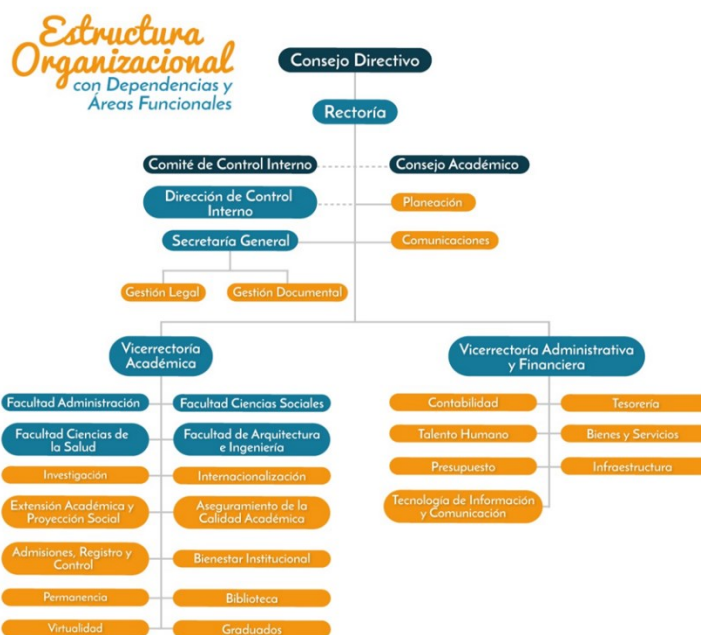 Estructura
Organizacional
con Dependencias y
Áreas Funcionales
Consejo Directivo
Rectoría
Comité de Control Interno
Consejo Académico
Dirección de Control
Interno
Planeación
Secretaría General
Comunicaciones
Gestión Legal
Gestión Documental
Vicerrectoría
Académica
Vicerrectoría Administrativa
y Financiera
Facultad Administración
Facultad Ciencias Sociales
Facultad Ciencias de
la Salud
Facultad de Arquitectura
e Ingeniería
Investigación
Internacionalización
Extensión Académica y
Proyección Social
Aseguramiento de la
Calidad Académica
Admisiones, Registro y
Control
Bienestar Institucional
Permanencia
Biblioteca
Virtualidad
Graduados
Contabilidad
Tesorería
Talento Humano
Bienes y Servicios
Presupuesto
Infraestructura
Tecnología de Información
y Comunicación